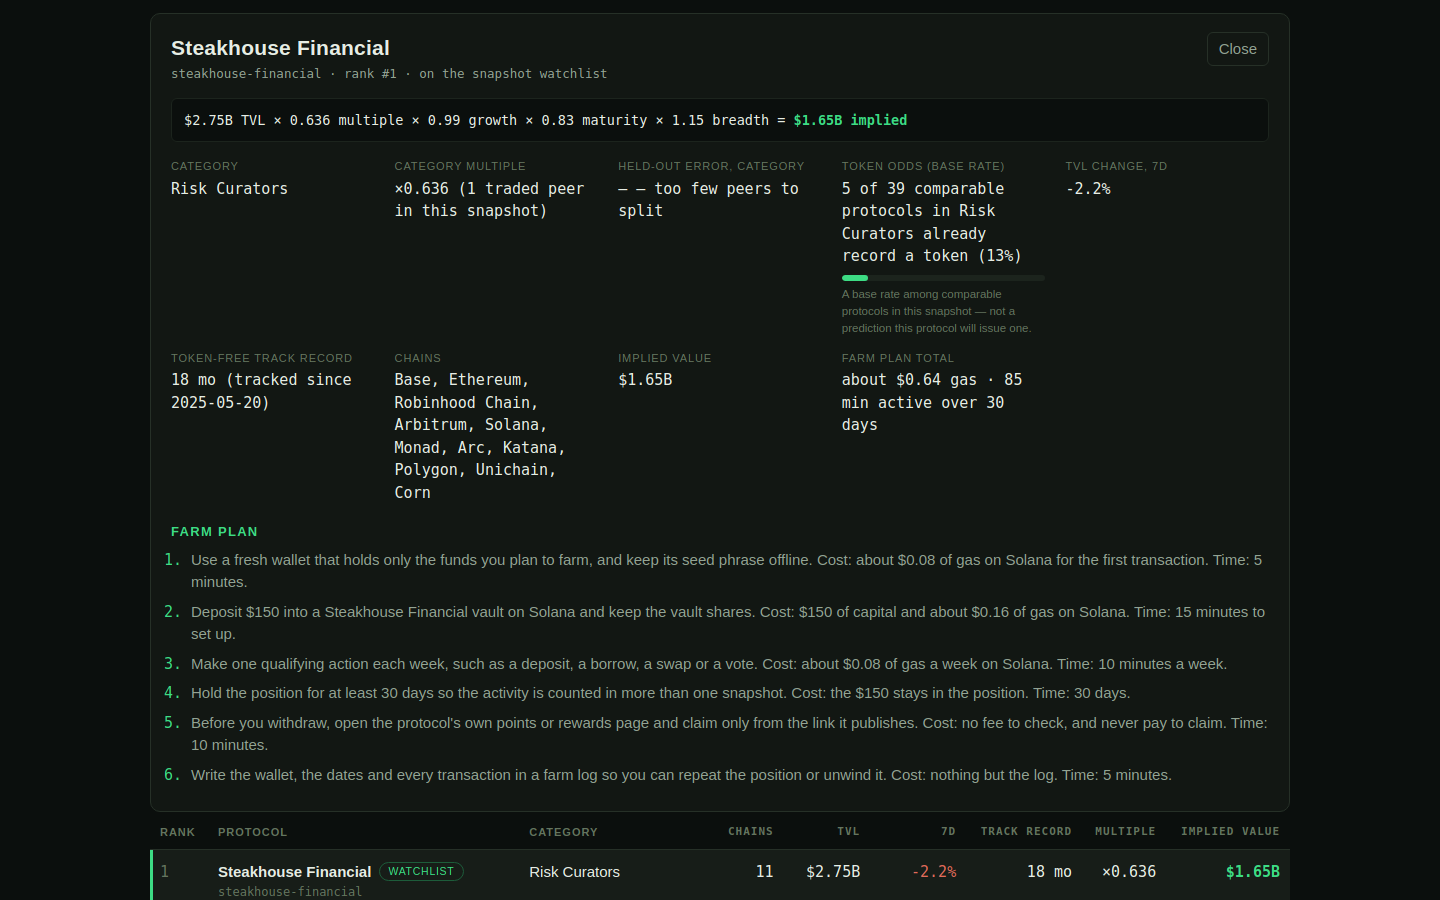 Steakhouse Financial
Close
steakhouse-financial · rank #1 · on the snapshot watchlist
$2.75B TVL × 0.636 multiple × 0.99 growth × 0.83 maturity × 1.15 breadth = $1.65B implied
CATEGORY
Risk Curators
CATEGORY MULTIPLE
×0.636 (1 traded peer
in this snapshot)
HELD-OUT ERROR, CATEGORY
— — too few peers to
split
TOKEN ODDS (BASE RATE)
5 of 39 comparable
protocols in Risk
Curators already
record a token (13%)
A base rate among comparable
protocols in this snapshot — not a
prediction this protocol will issue one.
TVL CHANGE, 7D
-2.2%
TOKEN-FREE TRACK RECORD
18 mo (tracked since
2025-05-20)
CHAINS
Base, Ethereum,
Robinhood Chain,
Arbitrum, Solana,
Monad, Arc, Katana,
Polygon, Unichain,
Corn
IMPLIED VALUE
$1.65B
FARM PLAN TOTAL
about $0.64 gas · 85
min active over 30
days
FARM PLAN
1. Use a fresh wallet that holds only the funds you plan to farm, and keep its seed phrase offline. Cost: about $0.08 of gas on Solana for the first transaction. Time: 5
minutes.
2. Deposit $150 into a Steakhouse Financial vault on Solana and keep the vault shares. Cost: $150 of capital and about $0.16 of gas on Solana. Time: 15 minutes to
set up.
3. Make one qualifying action each week, such as a deposit, a borrow, a swap or a vote. Cost: about $0.08 of gas a week on Solana. Time: 10 minutes a week.
4. Hold the position for at least 30 days so the activity is counted in more than one snapshot. Cost: the $150 stays in the position. Time: 30 days.
5. Before you withdraw, open the protocol's own points or rewards page and claim only from the link it publishes. Cost: no fee to check, and never pay to claim. Time:
10 minutes.
6. Write the wallet, the dates and every transaction in a farm log so you can repeat the position or unwind it. Cost: nothing but the log. Time: 5 minutes.
RANK PROTOCOL CATEGORY CHAINS TVL 7D TRACK RECORD MULTIPLE IMPLIED VALUE
1 Steakhouse Financial WATCHLIST Risk Curators 11 $2.75B -2.2% 18 mo ×0.636 $1.65B
steakhouse-financial